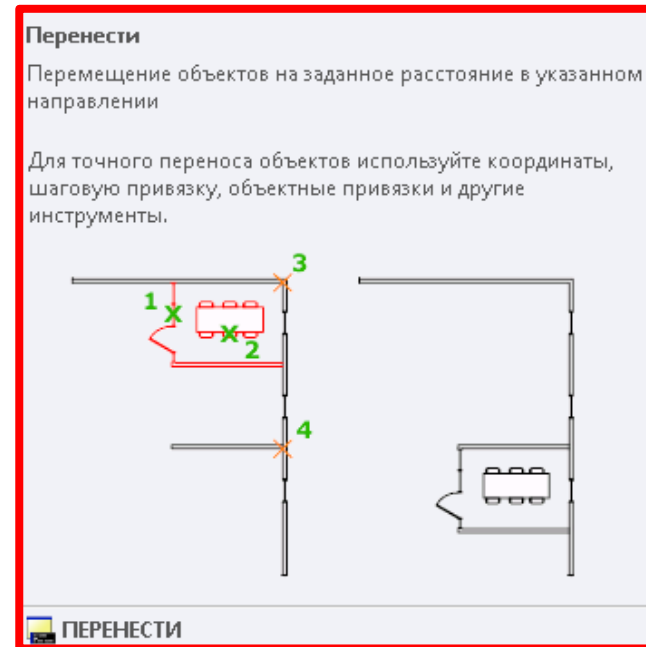 Перенести
Перемещение объектов на заданное расстояние в указанном
направлении
Для точного переноса объектов используйте координаты,
шаговую привязку, объектные привязки и другие
инструменты.
3
1
2
4
ПЕРЕНЕСТИ